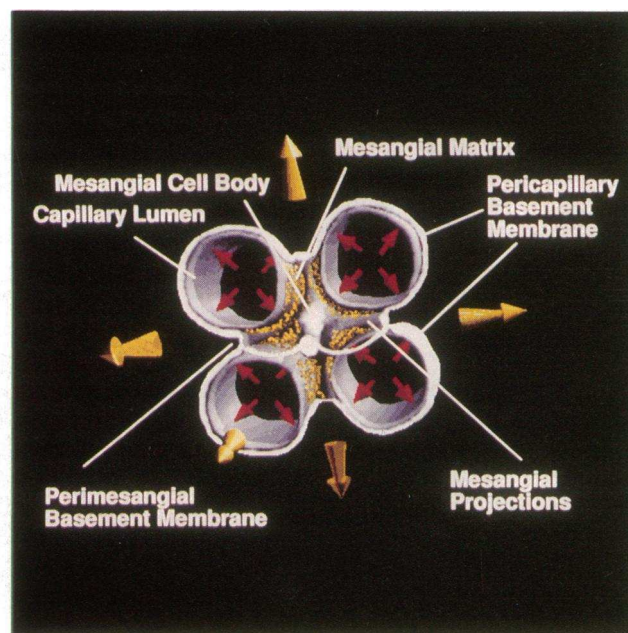 Mesangial Matrix
Mesangial Cell Body
Capillary Lumen
Pericapillary
Basement
Membrane
Perimesangial
Basement Membrane
Mesangial
Projections